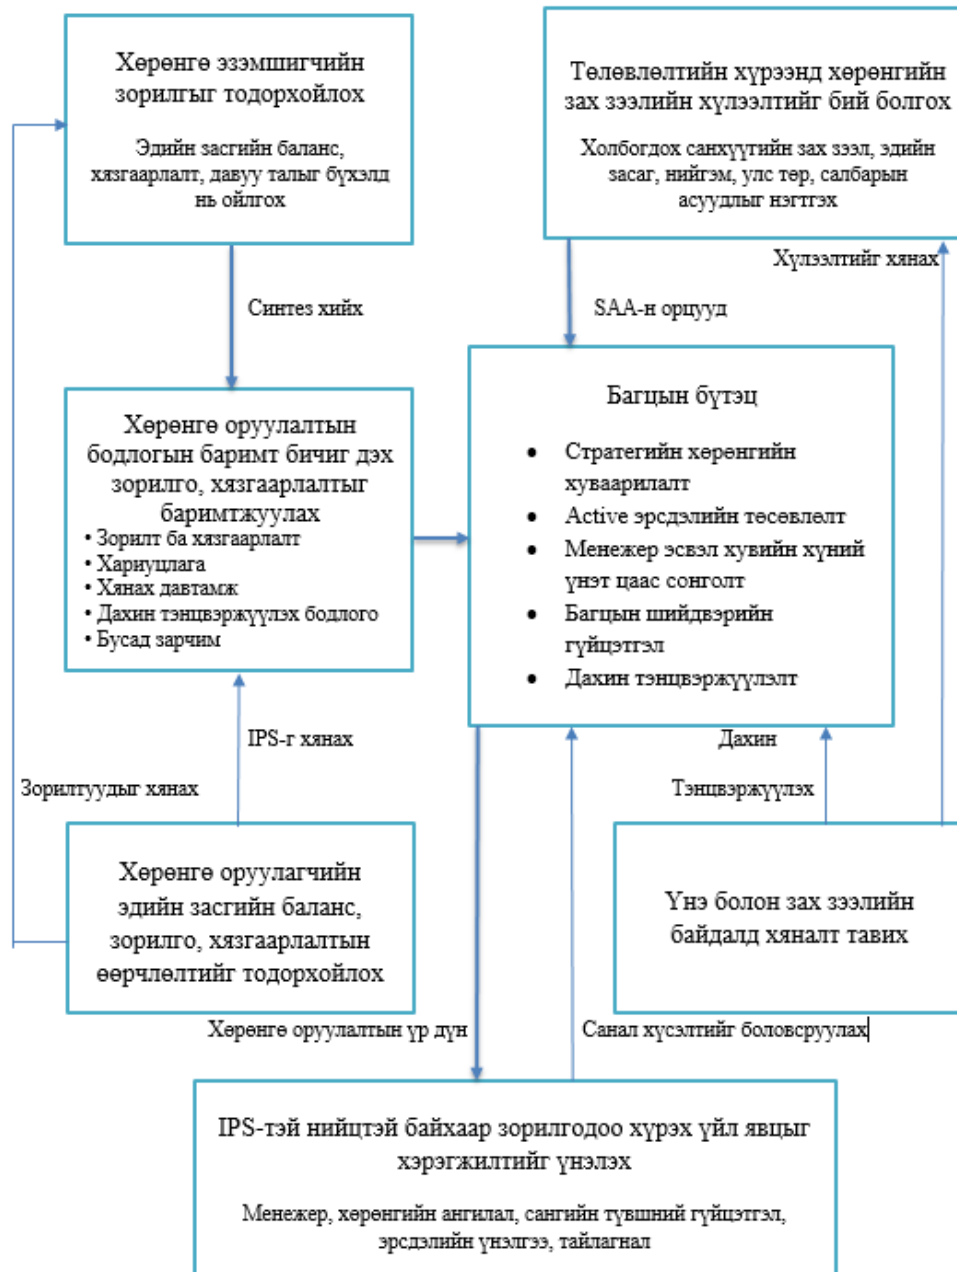 Хөрөнгө эзэмшигчийн
зорилгыг тодорхойлох
Эдийн засгийн баланс,
хязгаарлалт, давуу талыг бүхэлд
нь ойлгох
Төлөвлөлтийн хүрээнд хөрөнгийн
зах зээлийн хүлээлтийг бий болгох
Холбогдох санхүүгийн зах зээл, эдийн
засаг, нийгэм, улс төр, салбарын
асуудлыг нэгтгэх
Хүлээлтийг хянах
Синтез хийх
SAA-н орцууд
Хөрөнгө оруулалтын
бодлогын баримт бичиг дэх
зорилго, хязгаарлалтыг
баримтжуулах
• Зорилт ба хязгаарлалт
• Хариуцлага
• Хянах давтамж
• Дахин тэнцвэржүүлэх бодлого
• Бусад зарчим
Багцын бүтэц
● Стратегийн хөрөнгийн
хуваарилалт
● Active эрсдэлийн төсөвлөлт
● Менежер эсвэл хувийн хүний
үнэт цаас сонголт
● Багцын шийдвэрийн
гүйцэтгэл
● Дахин тэнцвэржүүлэлт
IPS-г хянах
Дахин
Зорилтуудыг хянах
Тэнцвэржүүлэх
Хөрөнгө оруулагчийн
эдийн засгийн баланс,
зорилго, хязгаарлалтын
өөрчлөлтийг тодорхойлох
Үнэ болон зах зээлийн
байдалд хяналт тавих
Хөрөнгө оруулалтын үр дүн
Санал хүсэлтийг боловсруулах
IPS-тэй нийцтэй байхаар зорилгодоо хүрэх үйл явцыг
хэрэгжилтийг үнэлэх
Менежер, хөрөнгийн ангилал, сангийн түвшний гүйцэтгэл,
эрсдэлийн үнэлгээ, тайлагнал